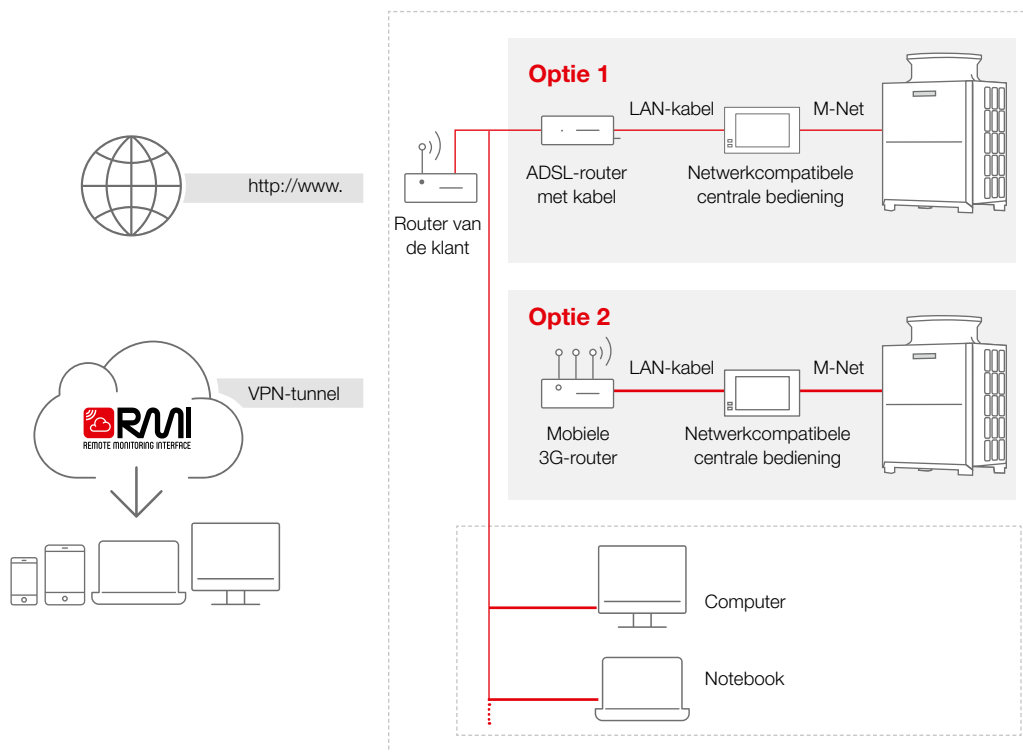 http://www.
VPN-tunnel
RMI
REMOTE MONITORING INTERFACE
Router van
de klant
Optie 1
LAN-kabel
M-Net
ADSL-router
met kabel
Netwerkcompatibele
centrale bediening
Optie 2
LAN-kabel
M-Net
Mobiele
3G-router
Netwerkcompatibele
centrale bediening
Computer
Notebook